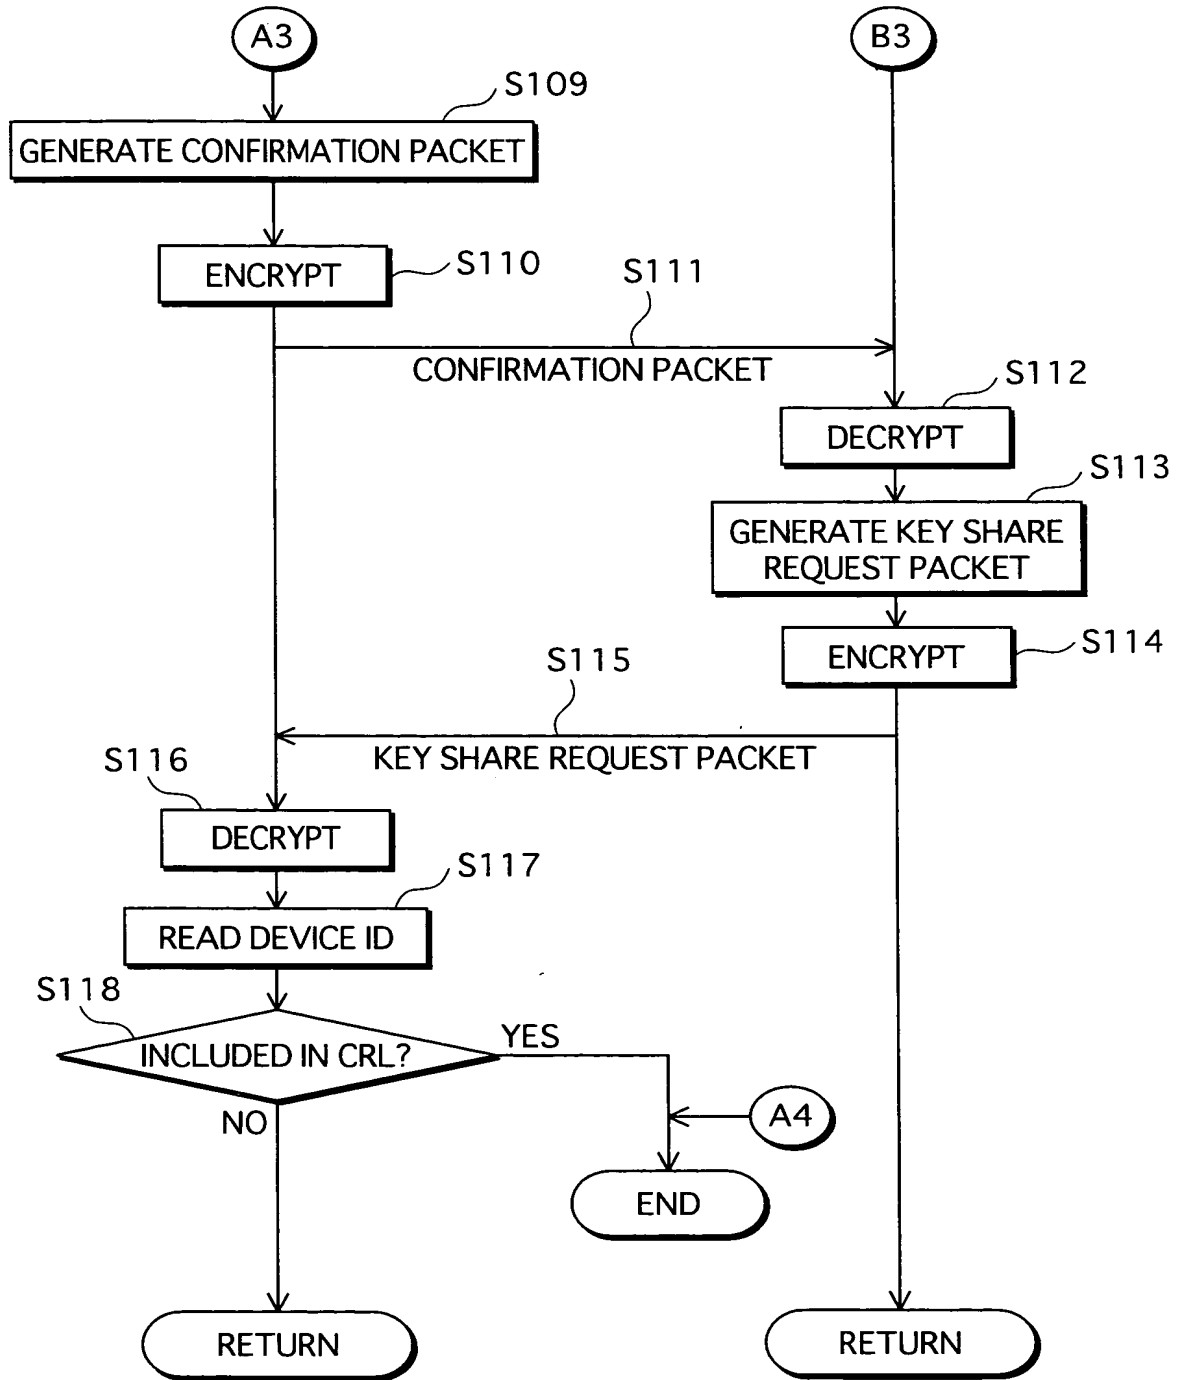 A3
B3
S109
GENERATE CONFIRMATION PACKET
S110
ENCRYPT
S111
CONFIRMATION PACKET
S112
DECRYPT
S113
GENERATE KEY SHARE
REQUEST PACKET
S114
ENCRYPT
S115
KEY SHARE REQUEST PACKET
S116
DECRYPT
S117
READ DEVICE ID
S118
INCLUDED IN CRL?
YES
NO
A4
END
RETURN
RETURN